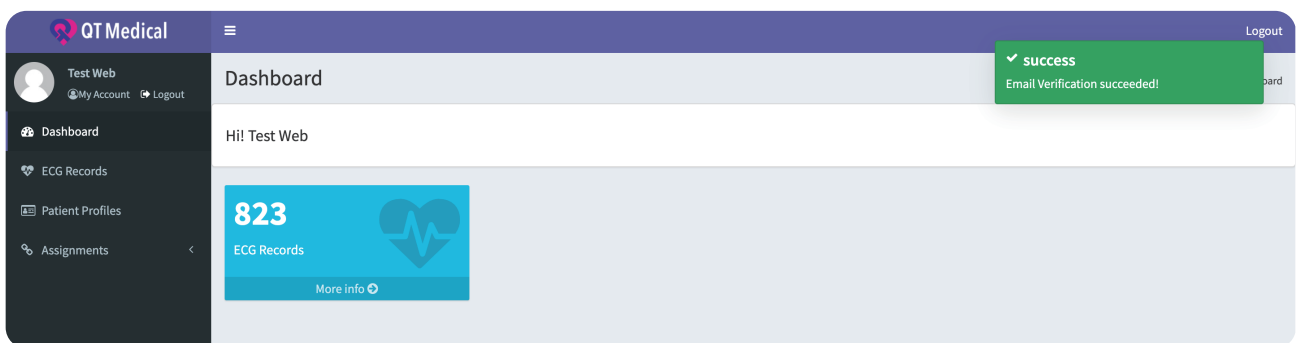 QT Medical
Logout
Test Web
My Account Logout
Dashboard
ECG Records
Patient Profiles
Assignments
Dashboard
success
Email Verification succeeded!
Hi! Test Web
823
ECG Records
More info